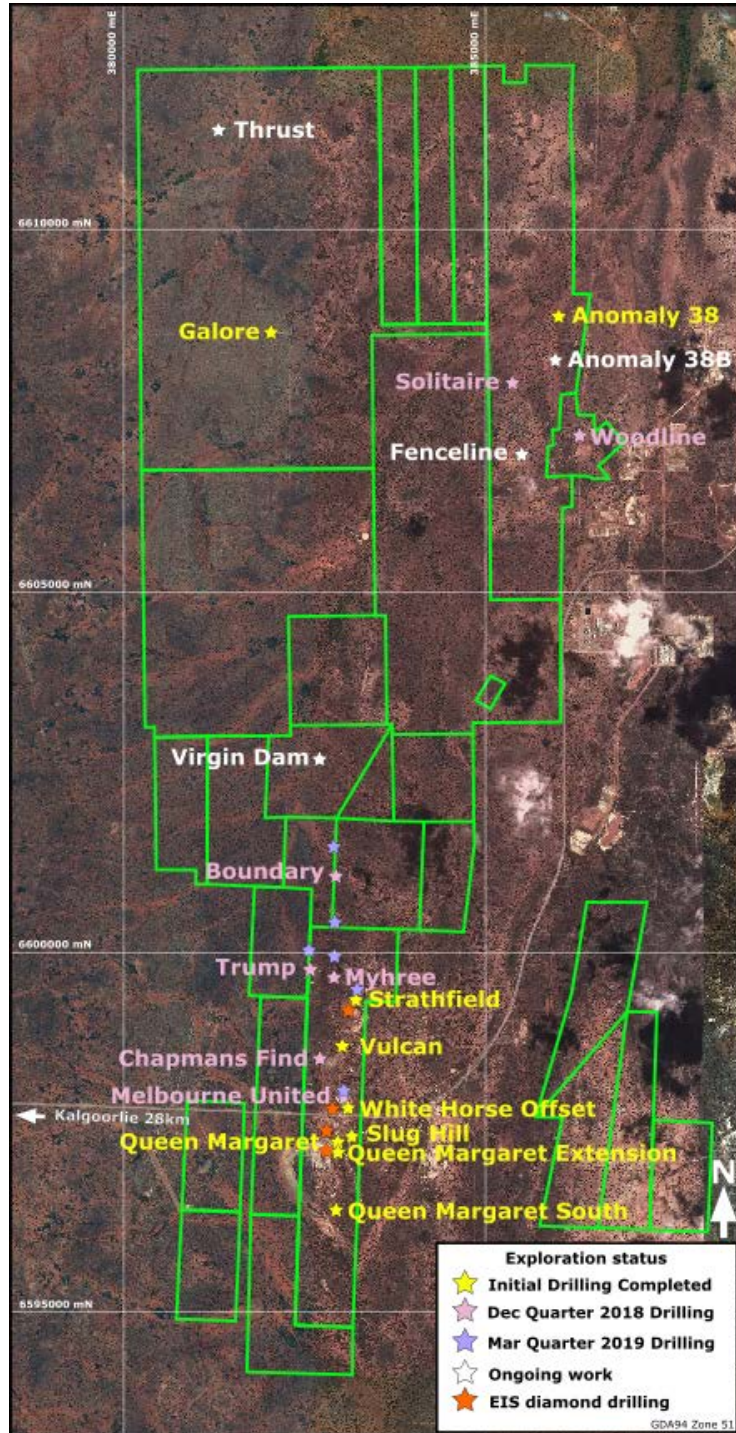 380000 mE
385000 mE
Thrust
6610000 mN
Anomaly 38
Galore
Anomaly 38B
Solitaire
Woodline
Fenceline
6605000 mN
Virgin Dam
Boundary
6600000 mN
Trump
Myhree
Strathfield
Vulcan
Chapmans Find
Melbourne United
White Horse Offset
Kalgoorlie 28km
Slug Hill
Queen Margaret
Queen Margaret Extension
N
Queen Margaret South
Exploration status
Initial Drilling Completed
Dec Quarter 2018 Drilling
6595000 mN
Mar Quarter 2019 Drilling
Ongoing work
EIS diamond drilling
GDA94 Zone 51